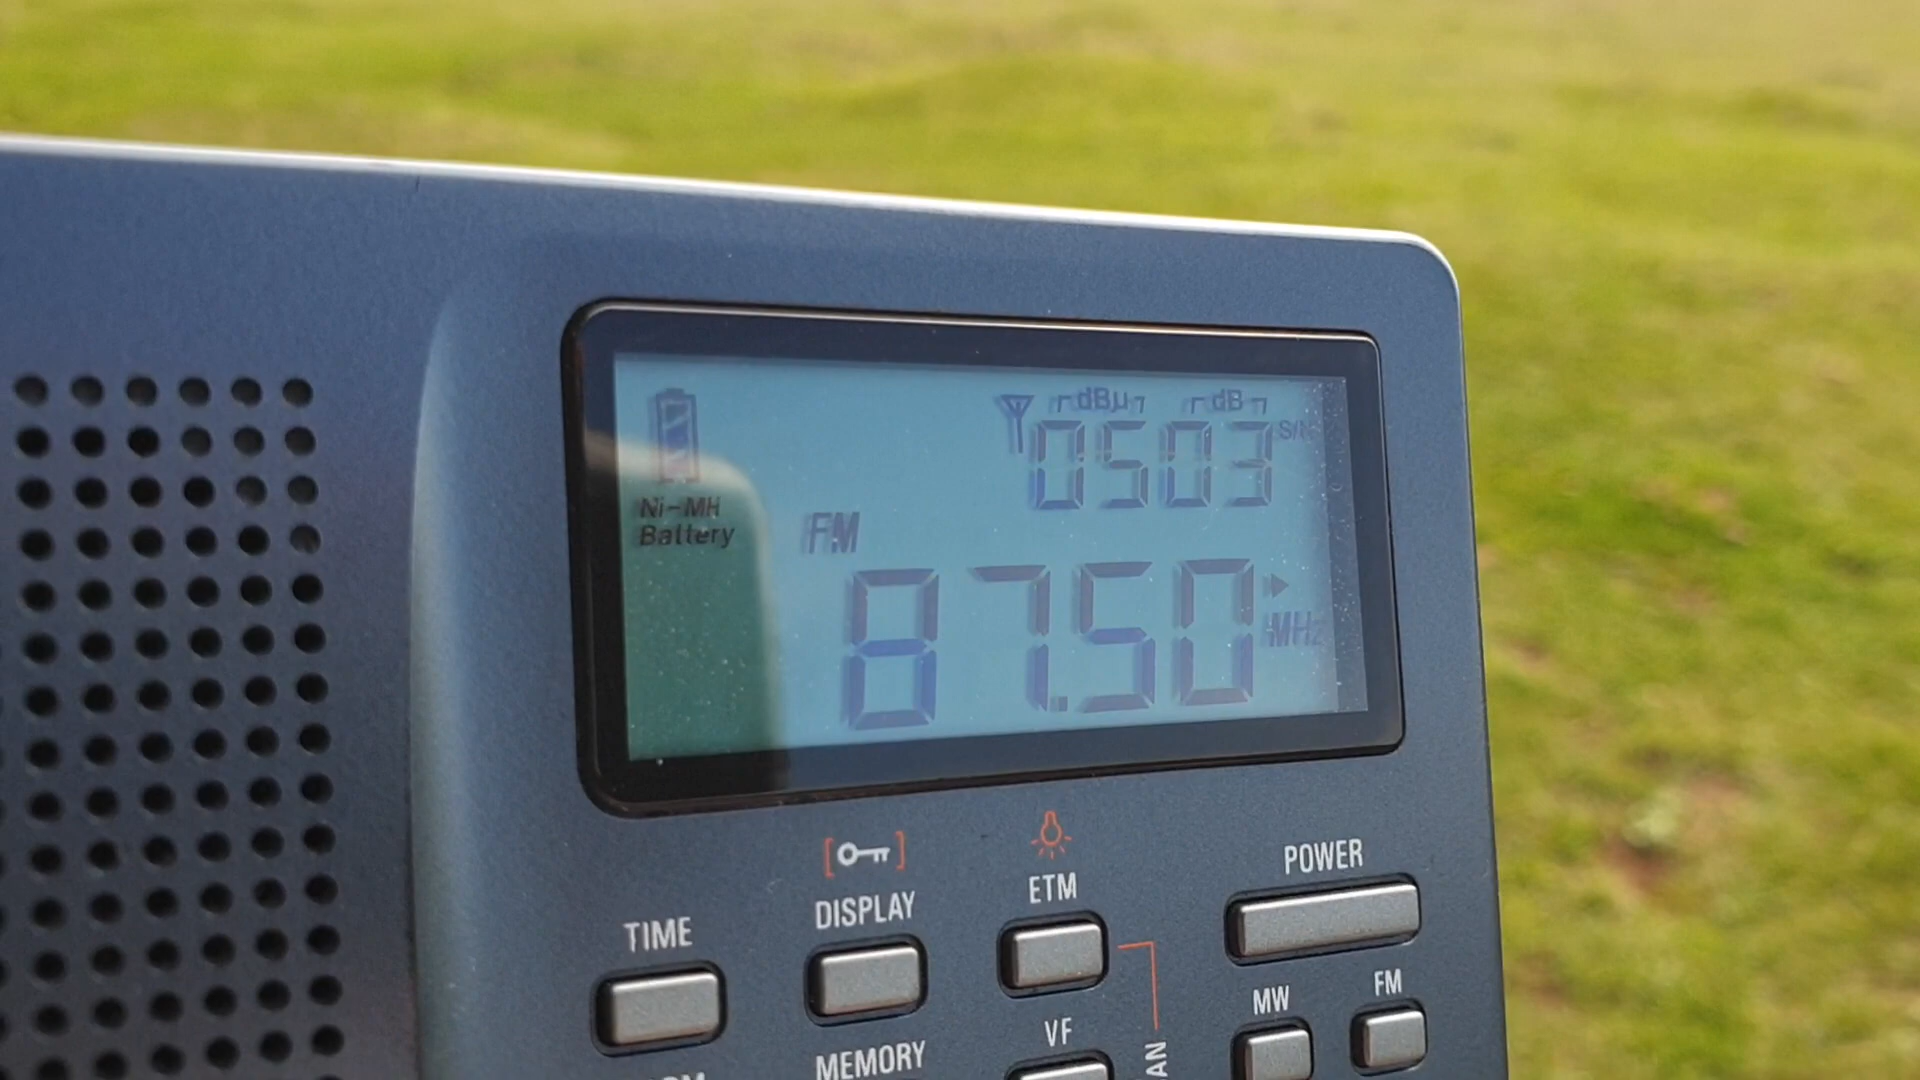 dBµ dB
0503 S/N
Ni-MH
Battery
FM
87.50 MHz
POWER
ETM
DISPLAY
TIME
FM
MW
VF
MEMORY